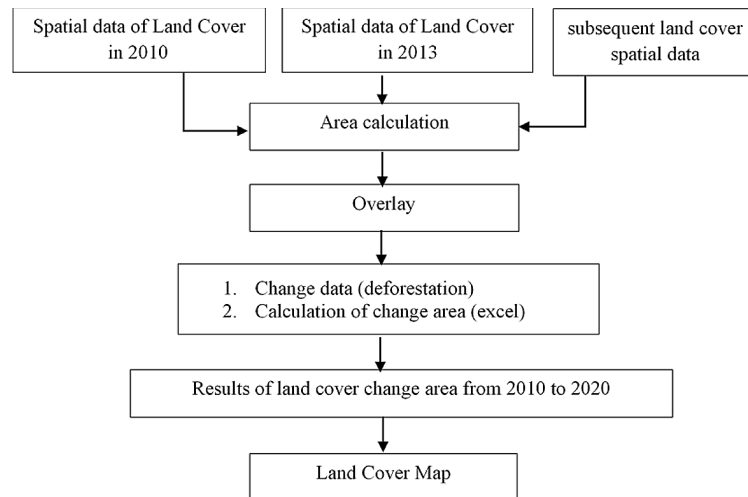 Spatial data of Land Cover
in 2010
Spatial data of Land Cover
in 2013
subsequent land cover
spatial data
Area calculation
Overlay
1. Change data (deforestation)
2. Calculation of change area (excel)
Results of land cover change area from 2010 to 2020
Land Cover Map